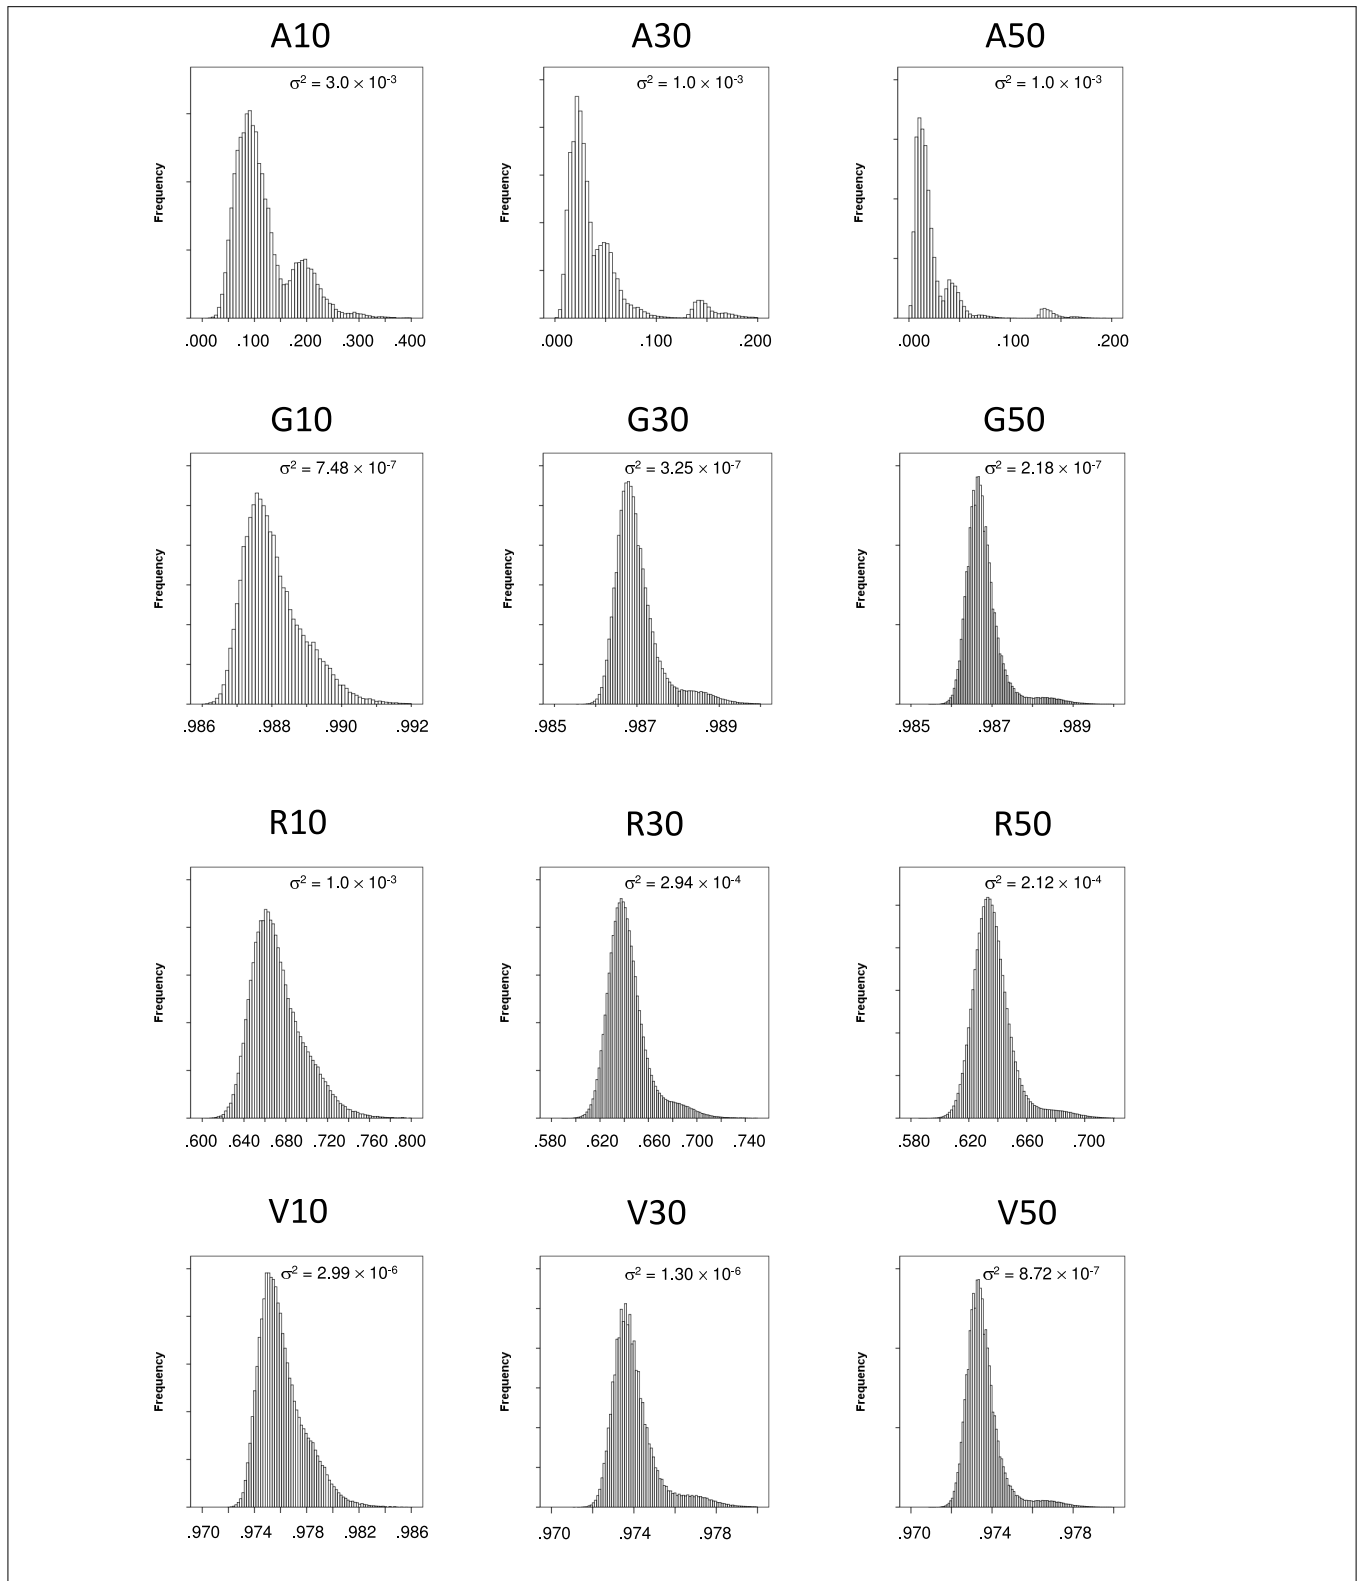 A10 A30 A50
σ² = 3.0 × 10⁻³ σ² = 1.0 × 10⁻³ σ² = 1.0 × 10⁻³
Frequency Frequency Frequency
.000 .100 .200 .300 .400 .000 .100 .200 .000 .100 .200
G10 G30 G50
σ² = 7.48 × 10⁻⁷ σ² = 3.25 × 10⁻⁷ σ² = 2.18 × 10⁻⁷
Frequency Frequency Frequency
.986 .988 .990 .992 .985 .987 .989 .985 .987 .989
R10 R30 R50
σ² = 1.0 × 10⁻³ σ² = 2.94 × 10⁻⁴ σ² = 2.12 × 10⁻⁴
Frequency Frequency Frequency
.600 .640 .680 .720 .760 .800 .580 .620 .660 .700 .740 .580 .620 .660 .700
V10 V30 V50
σ² = 2.99 × 10⁻⁶ σ² = 1.30 × 10⁻⁶ σ² = 8.72 × 10⁻⁷
Frequency Frequency Frequency
.970 .974 .978 .982 .986 .970 .974 .978 .970 .974 .978